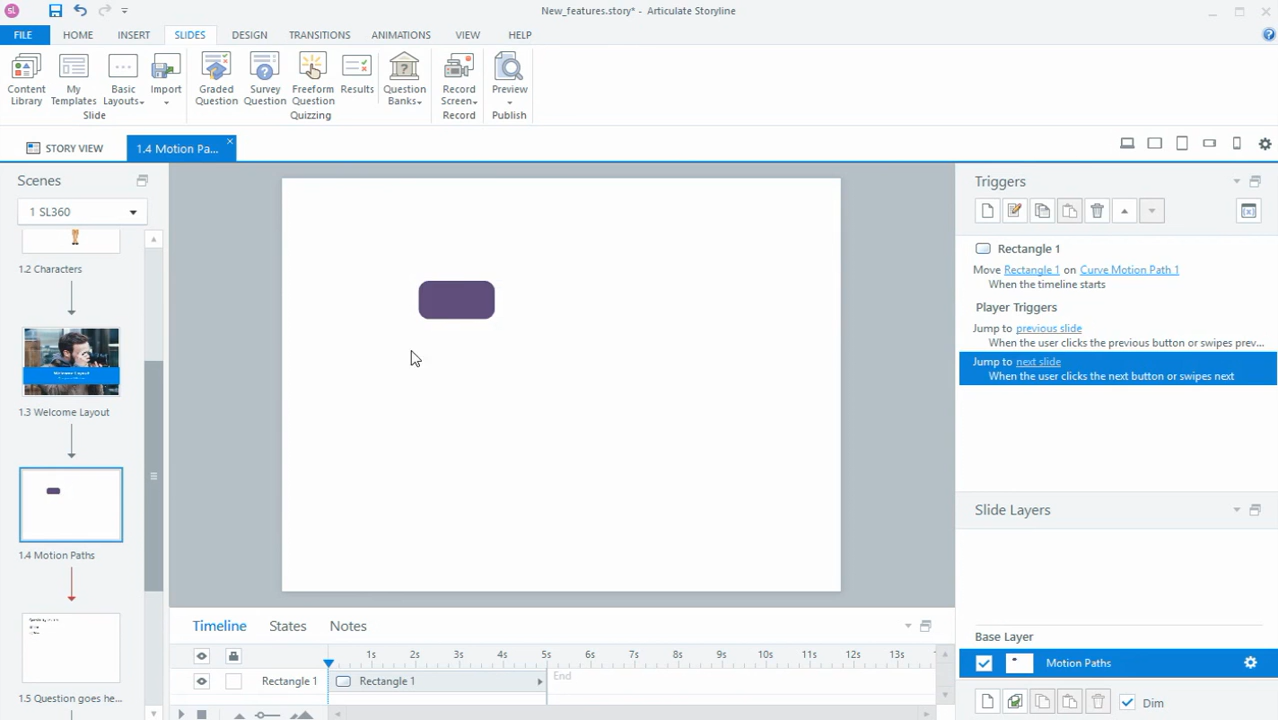 sl
New_features.story* - Articulate Storyline
FILE HOME INSERT SLIDES DESIGN TRANSITIONS ANIMATIONS VIEW HELP
Content Library
My Templates
Basic Layouts
Import
Graded Question
Survey Question
Freeform Question
Results
Question Banks
Record Screen
Preview
Slide Quizzing Record Publish
STORY VIEW
1.4 Motion Pa...
Scenes
1 SL360
1.2 Characters
1.3 Welcome Layout
1.4 Motion Paths
1.5 Question goes he...
Triggers
(x)
Rectangle 1
Move Rectangle 1 on Curve Motion Path 1
When the timeline starts
Player Triggers
Jump to previous slide
When the user clicks the previous button or swipes prev...
Jump to next slide
When the user clicks the next button or swipes next
Slide Layers
Base Layer
Motion Paths
Dim
Timeline States Notes
1s 2s 3s 4s 5s 6s 7s 8s 9s 10s 11s 12s 13s
Rectangle 1 Rectangle 1 End